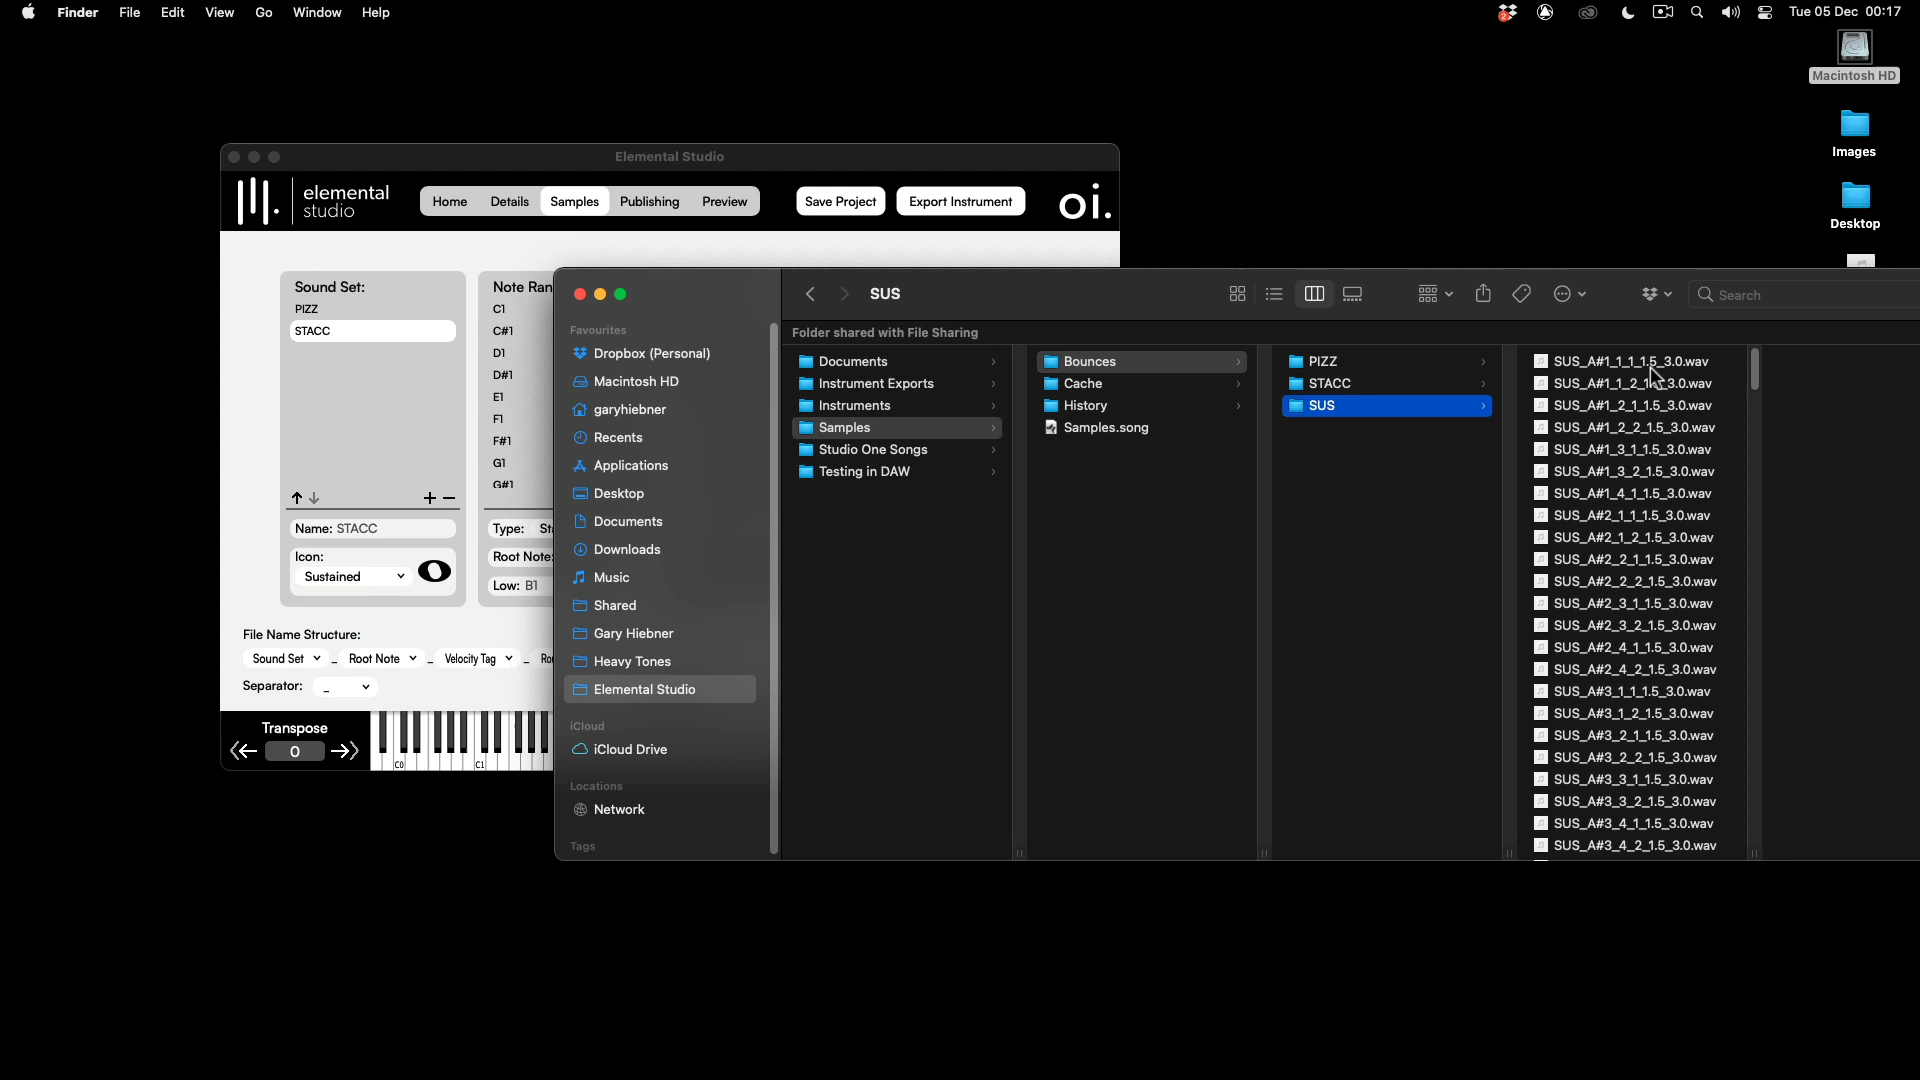 Finder File Edit View Go Window Help
2
Tue 05 Dec 00:17
Macintosh HD
Images
Desktop
Elemental Studio
elemental
studio
Home Details Samples Publishing Preview
Save Project
Export Instrument
oi.
Sound Set:
PIZZ
STACC
+ −
Name: STACC
Icon:
Sustained
Note Ran
C1
C#1
D1
D#1
E1
F1
F#1
G1
G#1
Type:
Root Note:
Low: B1
File Name Structure:
Sound Set _ Root Note _ Velocity Tag _
Separator: _
Transpose
0
C0
C1
SUS
Search
Folder shared with File Sharing
Favourites
Dropbox (Personal)
Macintosh HD
garyhiebner
Recents
Applications
Desktop
Documents
Downloads
Music
Shared
Gary Hiebner
Heavy Tones
Elemental Studio
iCloud
iCloud Drive
Locations
Network
Tags
Documents
Instrument Exports
Instruments
Samples
Studio One Songs
Testing in DAW
Bounces
Cache
History
Samples.song
PIZZ
STACC
SUS
SUS_A#1_1_1_1.5_3.0.wav
SUS_A#1_1_2_1.5_3.0.wav
SUS_A#1_2_1_1.5_3.0.wav
SUS_A#1_2_2_1.5_3.0.wav
SUS_A#1_3_1_1.5_3.0.wav
SUS_A#1_3_2_1.5_3.0.wav
SUS_A#1_4_1_1.5_3.0.wav
SUS_A#2_1_1_1.5_3.0.wav
SUS_A#2_1_2_1.5_3.0.wav
SUS_A#2_2_1_1.5_3.0.wav
SUS_A#2_2_2_1.5_3.0.wav
SUS_A#2_3_1_1.5_3.0.wav
SUS_A#2_3_2_1.5_3.0.wav
SUS_A#2_4_1_1.5_3.0.wav
SUS_A#2_4_2_1.5_3.0.wav
SUS_A#3_1_1_1.5_3.0.wav
SUS_A#3_1_2_1.5_3.0.wav
SUS_A#3_2_1_1.5_3.0.wav
SUS_A#3_2_2_1.5_3.0.wav
SUS_A#3_3_1_1.5_3.0.wav
SUS_A#3_3_2_1.5_3.0.wav
SUS_A#3_4_1_1.5_3.0.wav
SUS_A#3_4_2_1.5_3.0.wav